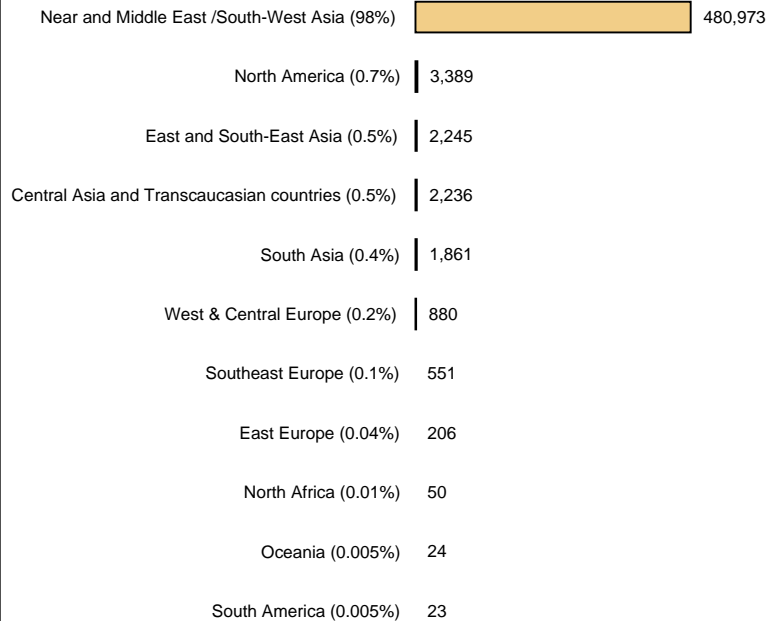 Near and Middle East /South-West Asia (98%) 480,973
North America (0.7%) 3,389
East and South-East Asia (0.5%) 2,245
Central Asia and Transcaucasian countries (0.5%) 2,236
South Asia (0.4%) 1,861
West & Central Europe (0.2%) 880
Southeast Europe (0.1%) 551
East Europe (0.04%) 206
North Africa (0.01%) 50
Oceania (0.005%) 24
South America (0.005%) 23